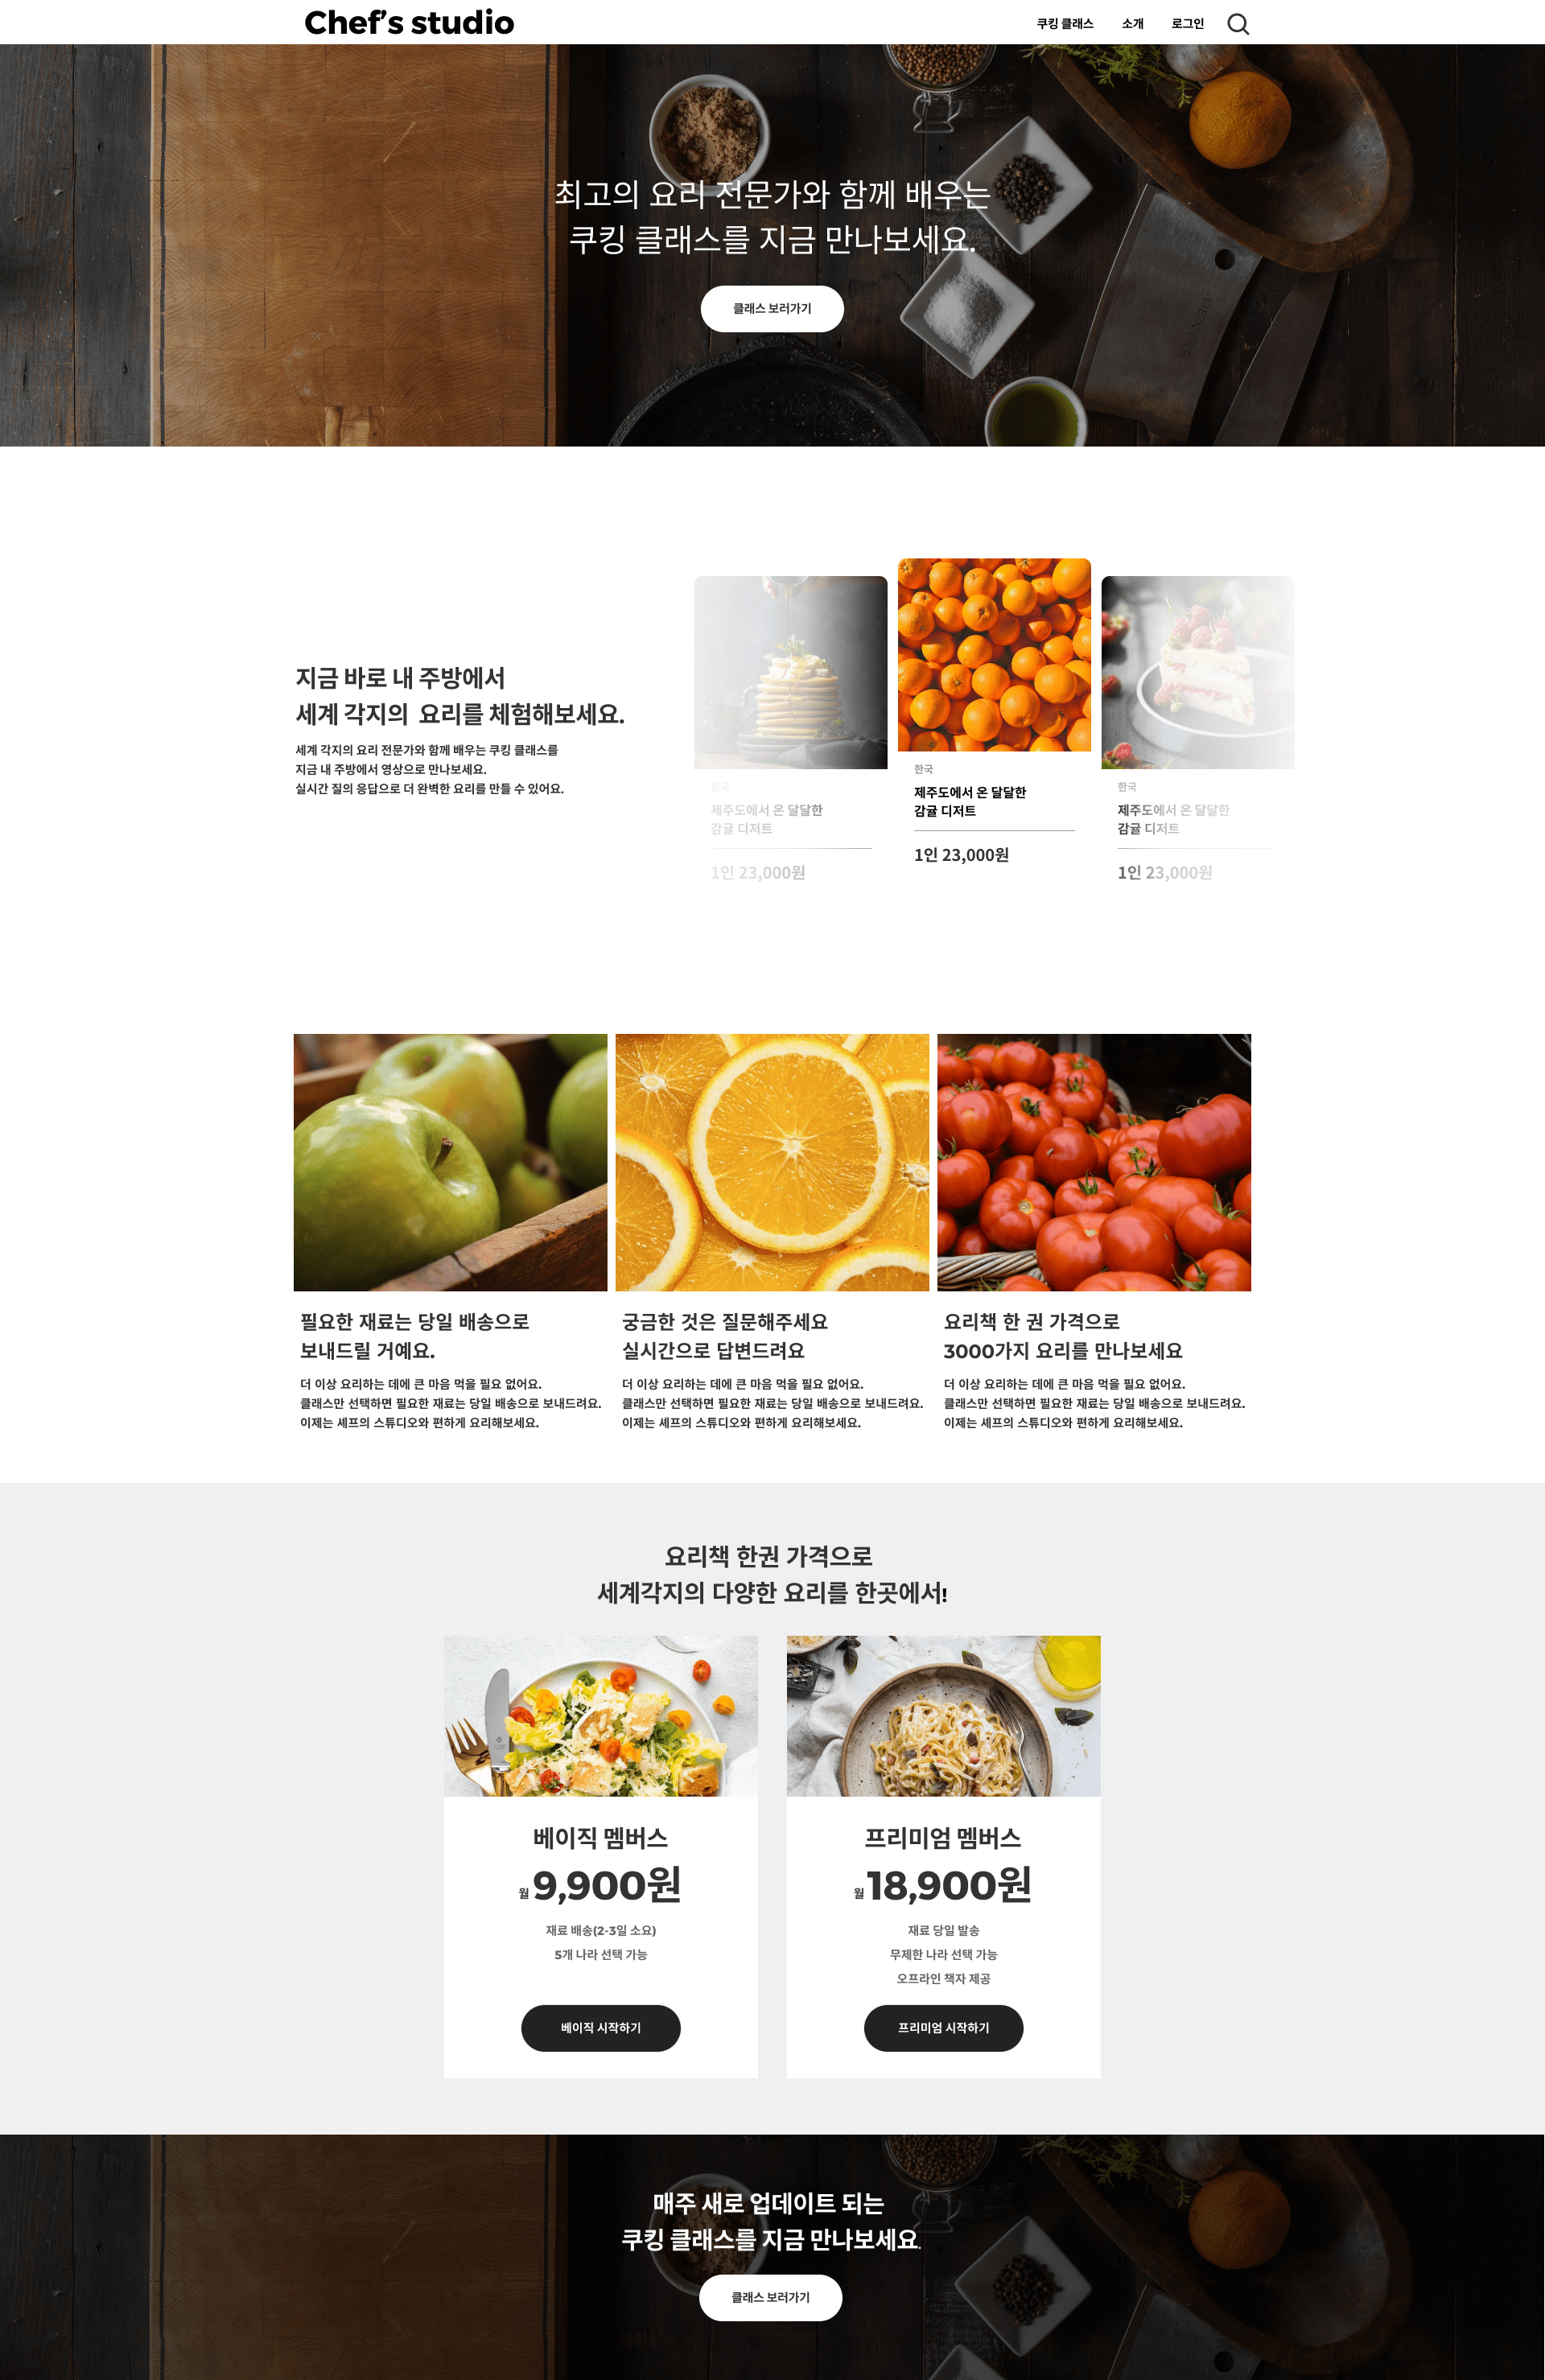 Chef's studio
쿠킹 클래스 소개 로그인
최고의 요리 전문가와 함께 배우는
쿠킹 클래스를 지금 만나보세요.
클래스 보러가기
DEXTER
지금 바로 내 주방에서
세계 각지의 요리를 체험해보세요.
세계 각지의 요리 전문가와 함께 배우는 쿠킹 클래스를
지금 내 주방에서 영상으로 만나보세요.
실시간 질의 응답으로 더 완벽한 요리를 만들 수 있어요.
한국
제주도에서 온 달달한
감귤 디저트
1인 23,000원
한국
제주도에서 온 달달한
감귤 디저트
1인 23,000원
한국
제주도에서 온 달달한
감귤 디저트
1인 23,000원
필요한 재료는 당일 배송으로
보내드릴 거예요.
더 이상 요리하는 데에 큰 마음 먹을 필요 없어요.
클래스만 선택하면 필요한 재료는 당일 배송으로 보내드려요.
이제는 셰프의 스튜디오와 편하게 요리해보세요.
궁금한 것은 질문해주세요
실시간으로 답변드려요
더 이상 요리하는 데에 큰 마음 먹을 필요 없어요.
클래스만 선택하면 필요한 재료는 당일 배송으로 보내드려요.
이제는 셰프의 스튜디오와 편하게 요리해보세요.
요리책 한 권 가격으로
3000가지 요리를 만나보세요
더 이상 요리하는 데에 큰 마음 먹을 필요 없어요.
클래스만 선택하면 필요한 재료는 당일 배송으로 보내드려요.
이제는 셰프의 스튜디오와 편하게 요리해보세요.
요리책 한권 가격으로
세계각지의 다양한 요리를 한곳에서!
베이직 멤버스
월 9,900원
재료 배송(2-3일 소요)
5개 나라 선택 가능
베이직 시작하기
프리미엄 멤버스
월 18,900원
재료 당일 발송
무제한 나라 선택 가능
오프라인 책자 제공
프리미엄 시작하기
매주 새로 업데이트 되는
쿠킹 클래스를 지금 만나보세요.
클래스 보러가기